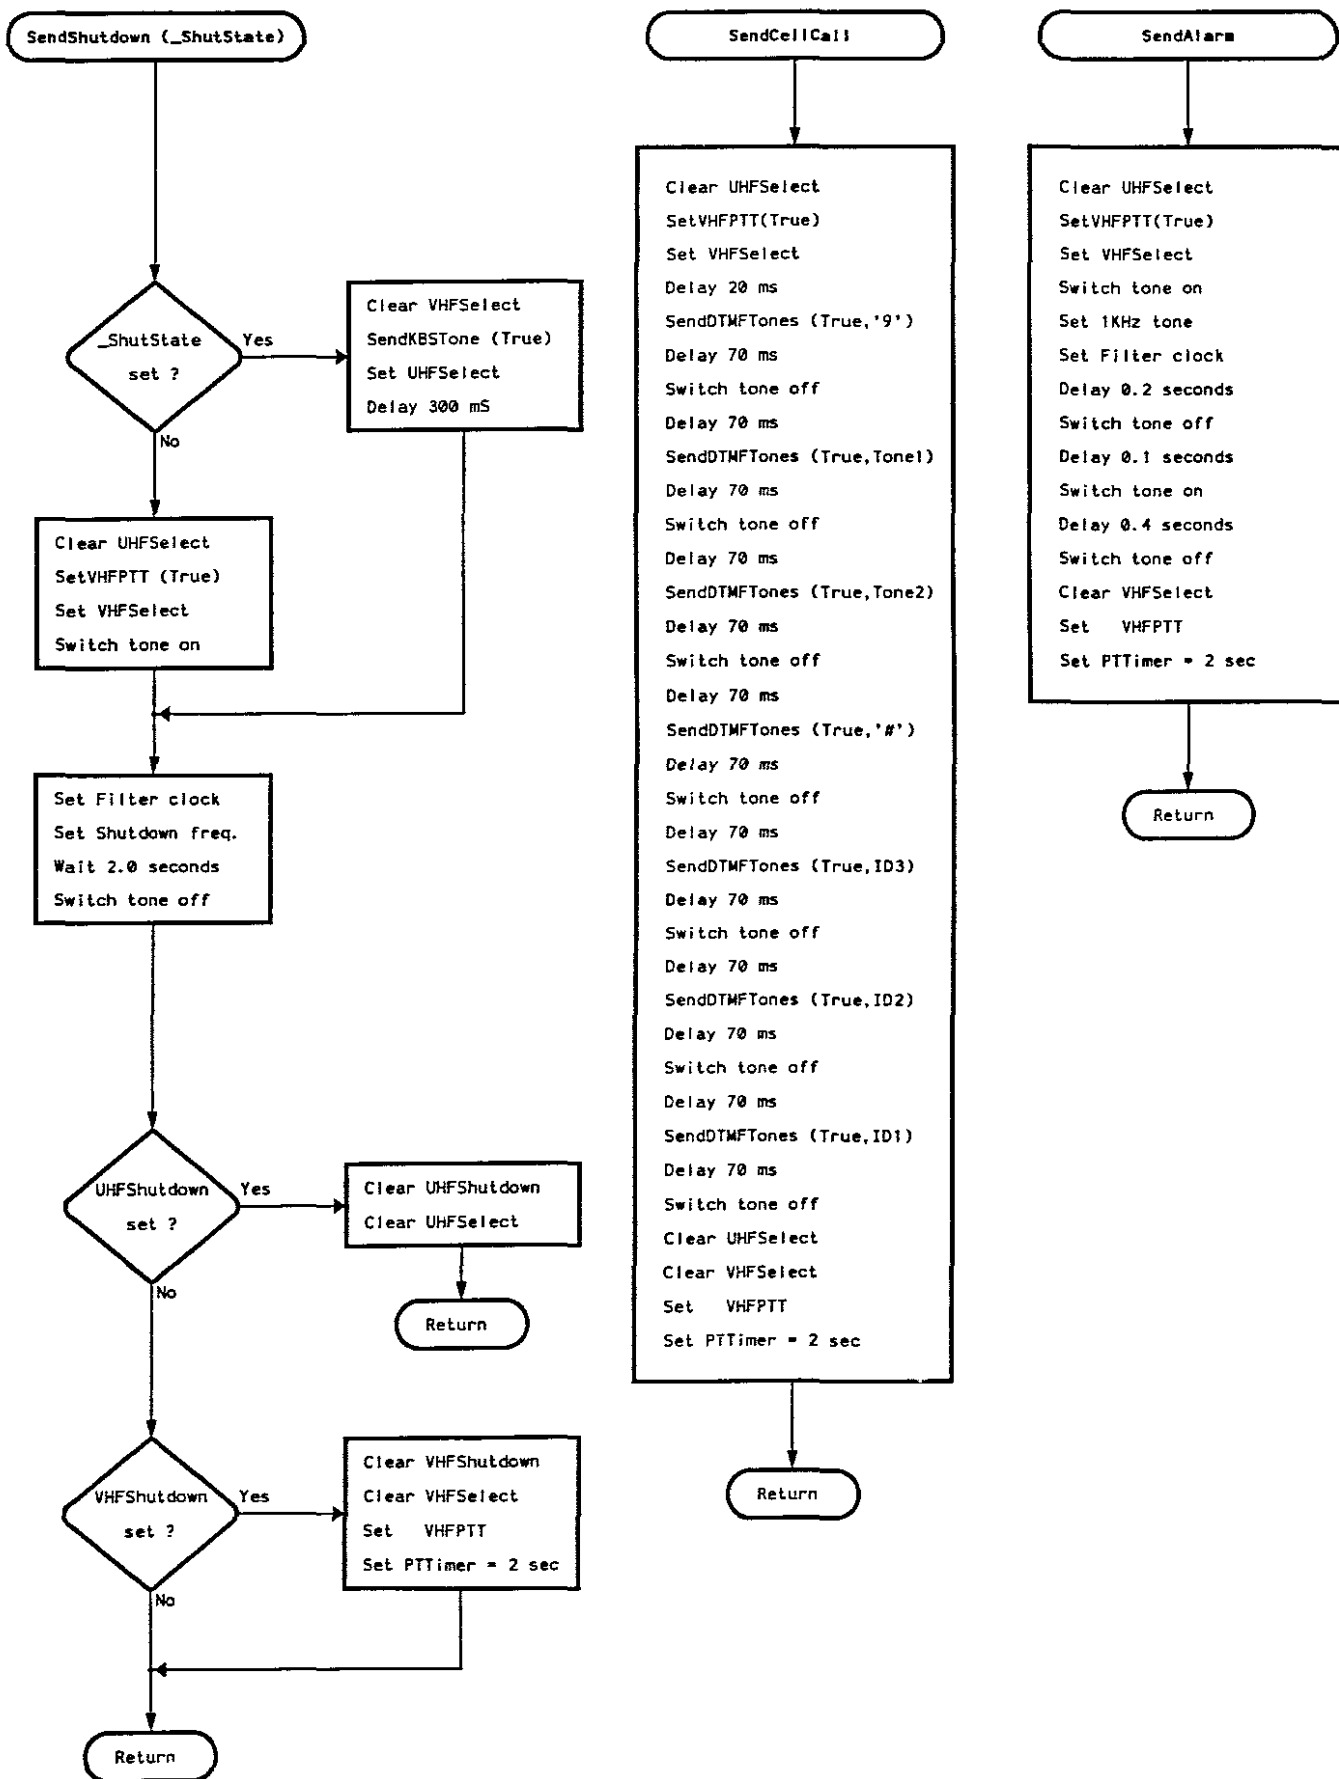 SendShutdown (_ShutState)
_ShutState
set ?
Yes
No
Clear VHFSelect
SendKBSTone (True)
Set UHFSelect
Delay 300 mS
Clear UHFSelect
SetVHFPTT (True)
Set VHFSelect
Switch tone on
Set Filter clock
Set Shutdown freq.
Wait 2.0 seconds
Switch tone off
UHFShutdown
set ?
Yes
No
Clear UHFShutdown
Clear UHFSelect
Return
VHFShutdown
set ?
Yes
No
Clear VHFShutdown
Clear VHFSelect
Set VHFPTT
Set PTTimer = 2 sec
Return
SendCellCall
Clear UHFSelect
SetVHFPTT(True)
Set VHFSelect
Delay 20 ms
SendDTMFTones (True,'9')
Delay 70 ms
Switch tone off
Delay 70 ms
SendDTMFTones (True,Tone1)
Delay 70 ms
Switch tone off
Delay 70 ms
SendDTMFTones (True,Tone2)
Delay 70 ms
Switch tone off
Delay 70 ms
SendDTMFTones (True,'#')
Delay 70 ms
Switch tone off
Delay 70 ms
SendDTMFTones (True,ID3)
Delay 70 ms
Switch tone off
Delay 70 ms
SendDTMFTones (True,ID2)
Delay 70 ms
Switch tone off
Delay 70 ms
SendDTMFTones (True,ID1)
Delay 70 ms
Switch tone off
Clear UHFSelect
Clear VHFSelect
Set VHFPTT
Set PTTimer = 2 sec
Return
SendAlarm
Clear UHFSelect
SetVHFPTT(True)
Set VHFSelect
Switch tone on
Set 1KHz tone
Set Filter clock
Delay 0.2 seconds
Switch tone off
Delay 0.1 seconds
Switch tone on
Delay 0.4 seconds
Switch tone off
Clear VHFSelect
Set VHFPTT
Set PTTimer = 2 sec
Return